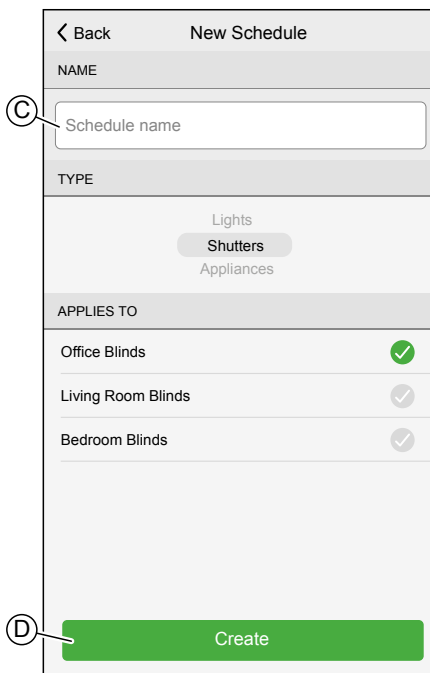 Back New Schedule
NAME
C
Schedule name
TYPE
Lights
Shutters
Appliances
APPLIES TO
Office Blinds
Living Room Blinds
Bedroom Blinds
D
Create